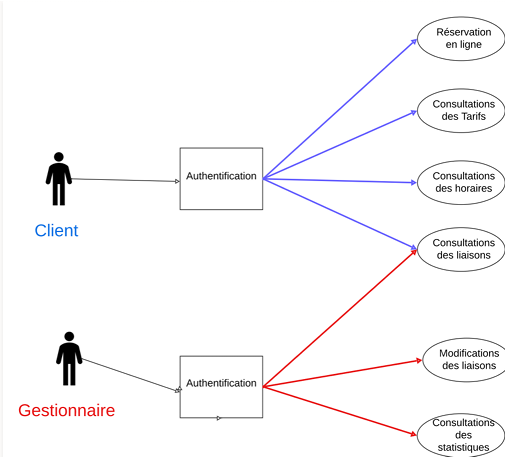 Réservation
en ligne
Consultations
des Tarifs
Authentification
Consultations
des horaires
Client
Consultations
des liaisons
Modifications
des liaisons
Authentification
Gestionnaire
Consultations
des
statistiques